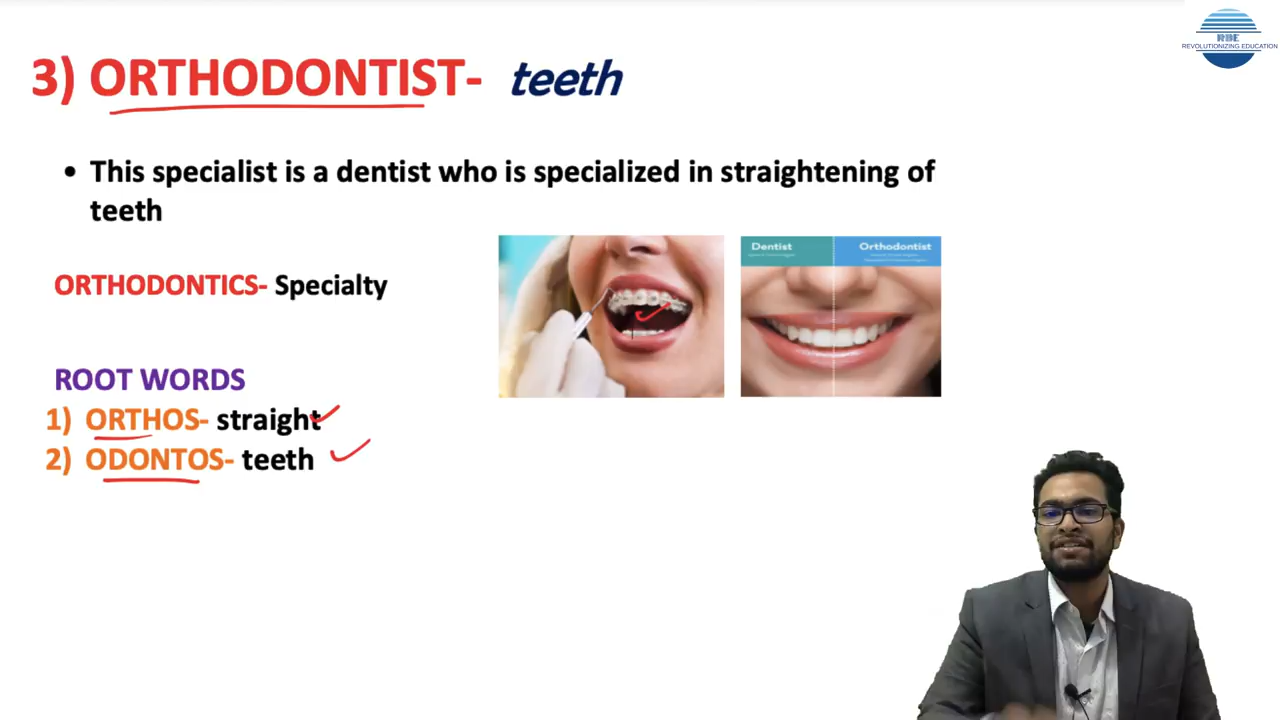 RDE
REVOLUTIONIZING EDUCATION
3) ORTHODONTIST- teeth
• This specialist is a dentist who is specialized in straightening of
teeth
Dentist
Orthodontist
ORTHODONTICS- Specialty
ROOT WORDS
1) ORTHOS- straight
2) ODONTOS- teeth